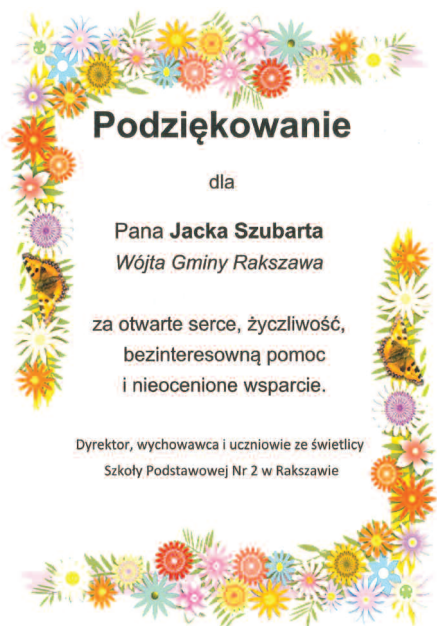 Podziękowanie
dla
Pana Jacka Szubarta
Wójta Gminy Rakszawa
za otwarte serce, życzliwość,
bezinteresowną pomoc
i nieocenione wsparcie.
Dyrektor, wychowawca i uczniowie ze świetlicy
Szkoły Podstawowej Nr 2 w Rakszawie